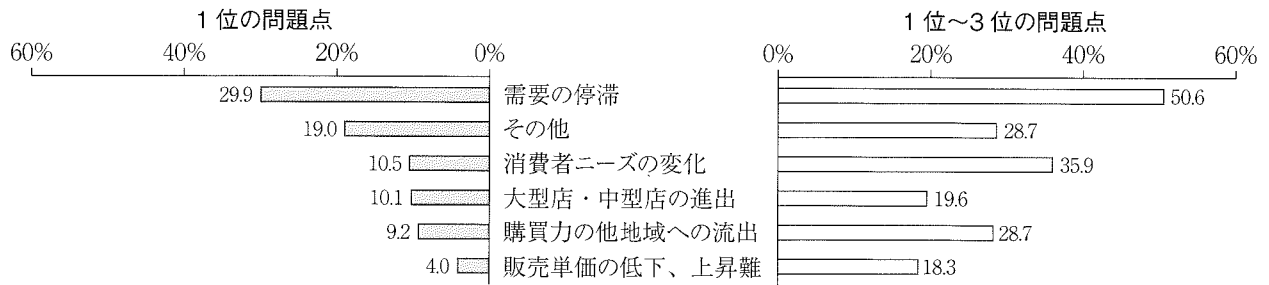 1位の問題点 1位～3位の問題点
60% 40% 20% 0% 0% 20% 40% 60%
29.9 需要の停滞 50.6
19.0 その他 28.7
10.5 消費者ニーズの変化 35.9
10.1 大型店・中型店の進出 19.6
9.2 購買力の他地域への流出 28.7
4.0 販売単価の低下、上昇難 18.3